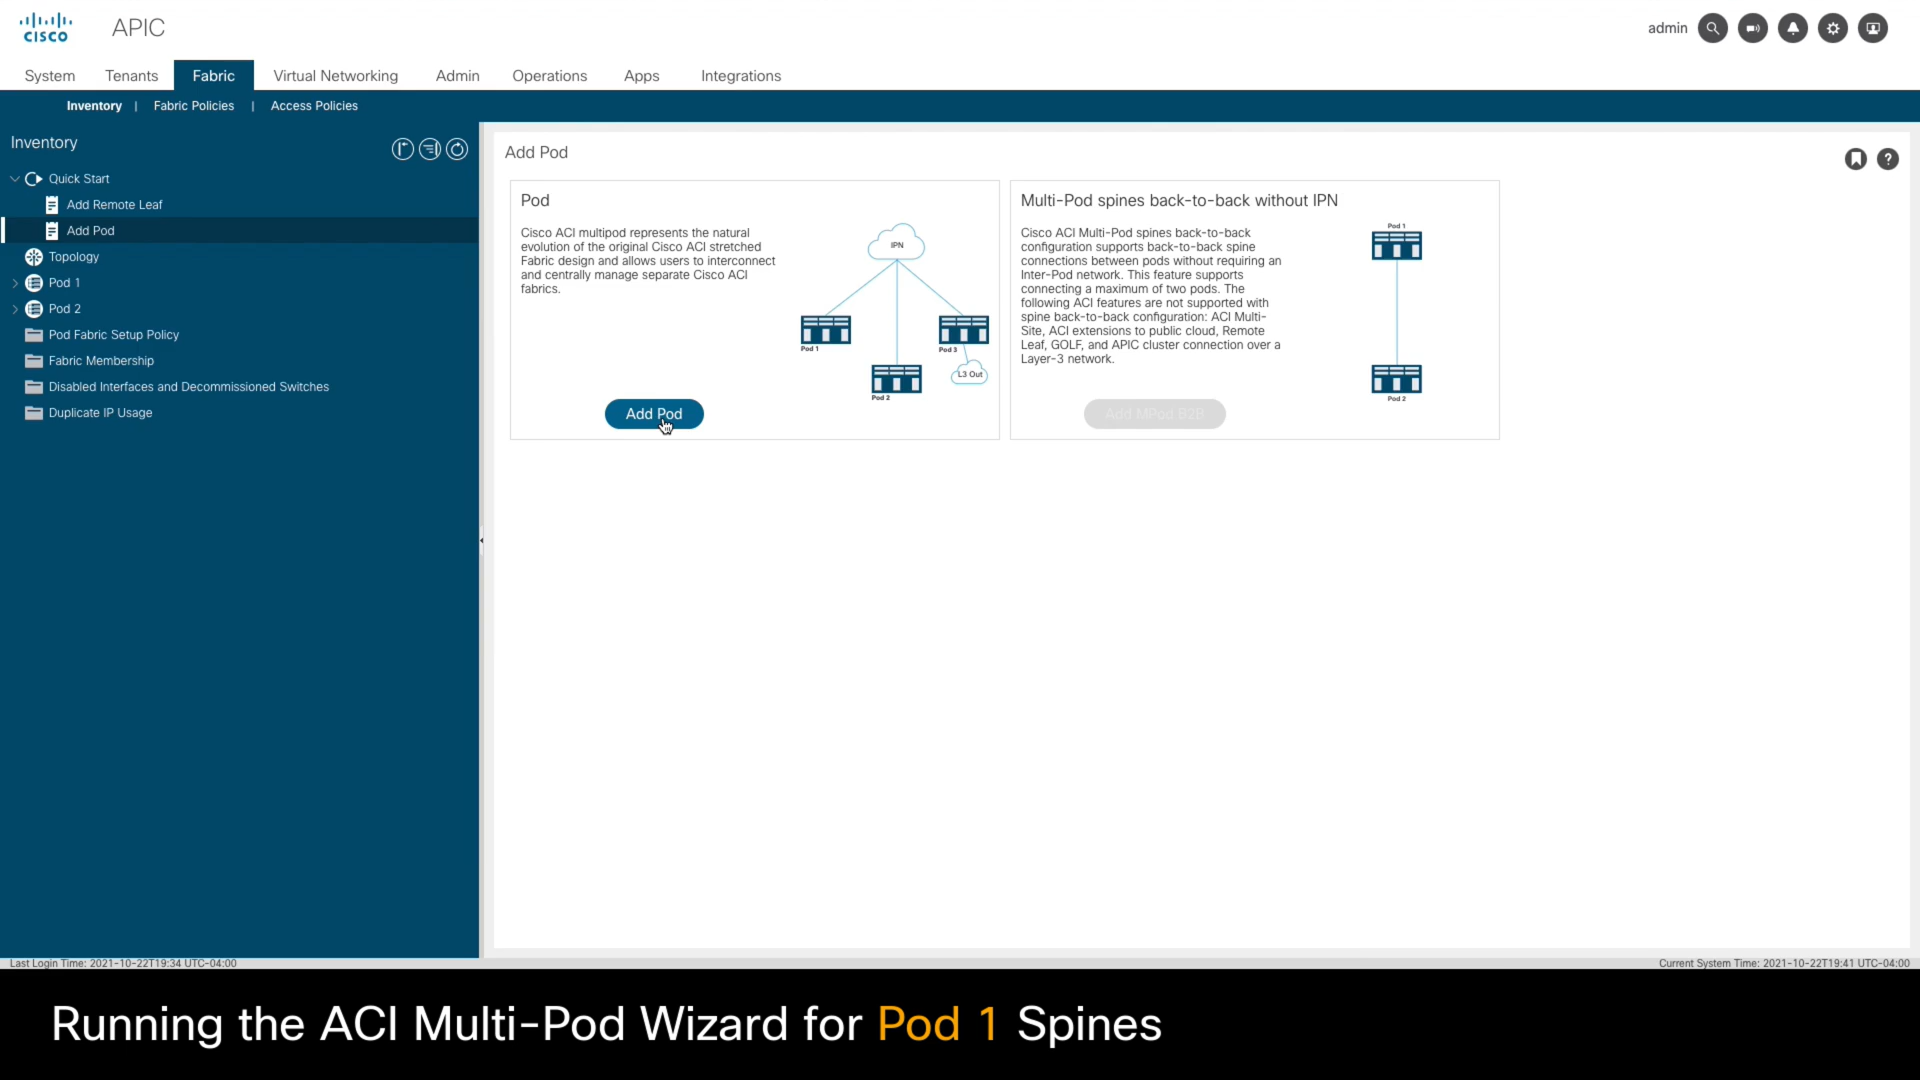 cisco
APIC
admin
System
Tenants
Fabric
Virtual Networking
Admin
Operations
Apps
Integrations
Inventory | Fabric Policies | Access Policies
Inventory
Quick Start
Add Remote Leaf
Add Pod
Topology
Pod 1
Pod 2
Pod Fabric Setup Policy
Fabric Membership
Disabled Interfaces and Decommissioned Switches
Duplicate IP Usage
Add Pod
?
Pod
Cisco ACI multipod represents the natural
evolution of the original Cisco ACI stretched
Fabric design and allows users to interconnect
and centrally manage separate Cisco ACI
fabrics.
IPN
Pod 1
Pod 3
L3 Out
Pod 2
Add Pod
Multi-Pod spines back-to-back without IPN
Cisco ACI Multi-Pod spines back-to-back
configuration supports back-to-back spine
connections between pods without requiring an
Inter-Pod network. This feature supports
connecting a maximum of two pods. The
following ACI features are not supported with
spine back-to-back configuration: ACI Multi-
Site, ACI extensions to public cloud, Remote
Leaf, GOLF, and APIC cluster connection over a
Layer-3 network.
Pod 1
Pod 2
Add MPod B2B
Last Login Time: 2021-10-22T19:34 UTC-04:00
Current System Time: 2021-10-22T19:41 UTC-04:00
Running the ACI Multi-Pod Wizard for Pod 1 Spines